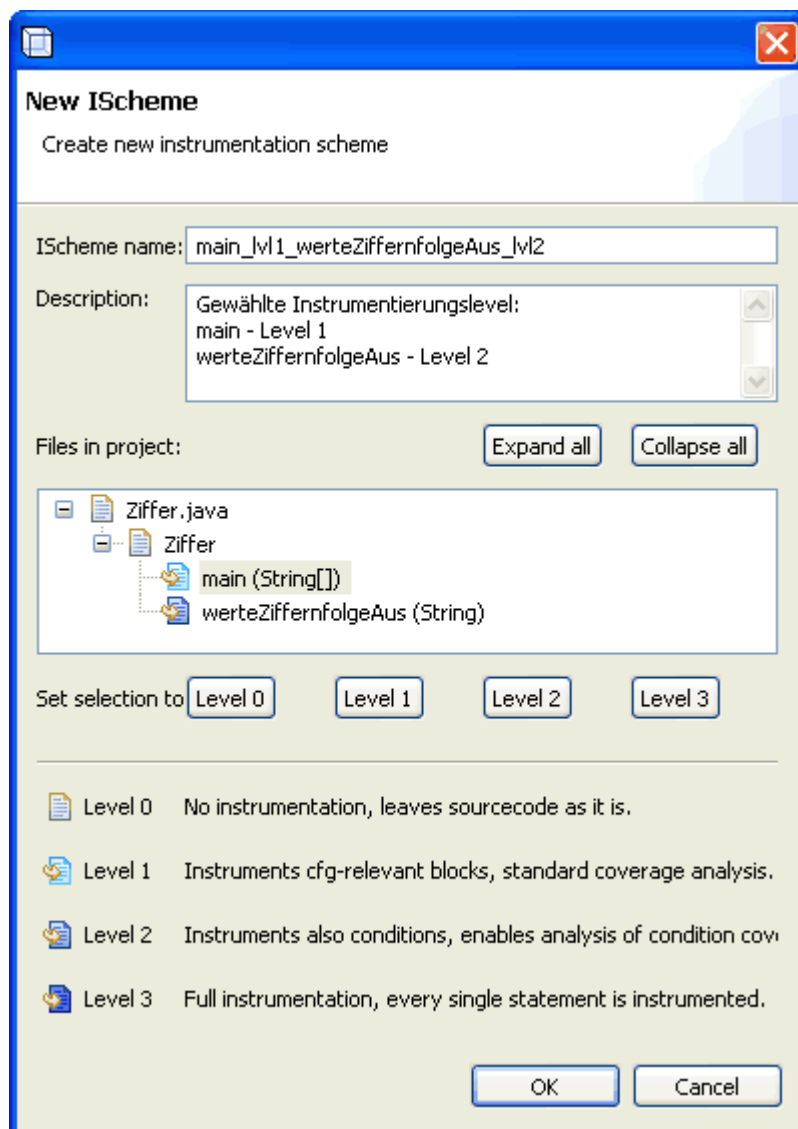 New IScheme
Create new instrumentation scheme
IScheme name: main_lvl1_werteZiffernfolgeAus_lvl2
Description: Gewählte Instrumentierungslevel:
main - Level 1
werteZiffernfolgeAus - Level 2
Files in project: Expand all Collapse all
Ziffer.java
Ziffer
main (String[])
werteZiffernfolgeAus (String)
Set selection to Level 0 Level 1 Level 2 Level 3
Level 0 No instrumentation, leaves sourcecode as it is.
Level 1 Instruments cfg-relevant blocks, standard coverage analysis.
Level 2 Instruments also conditions, enables analysis of condition
Level 3 Full instrumentation, every single statement is instrumented.
OK Cancel